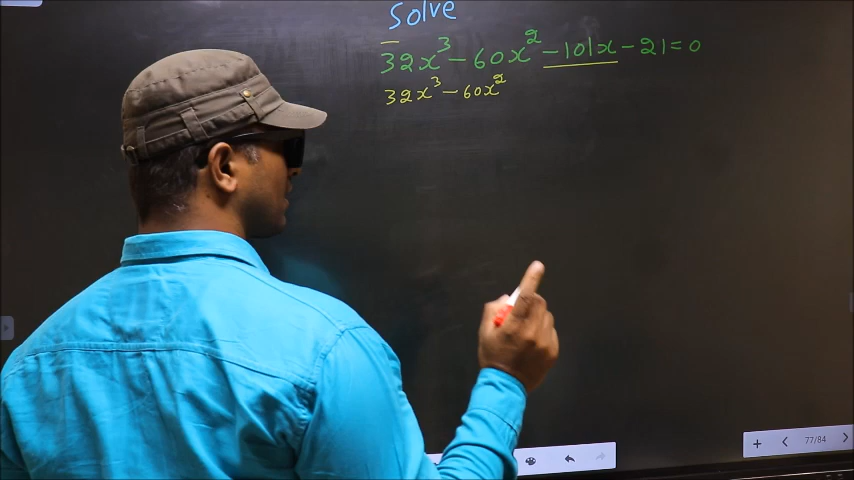 Solve
32x³ - 60x² - 101x - 21 = 0
32x³ - 60x²
77/84